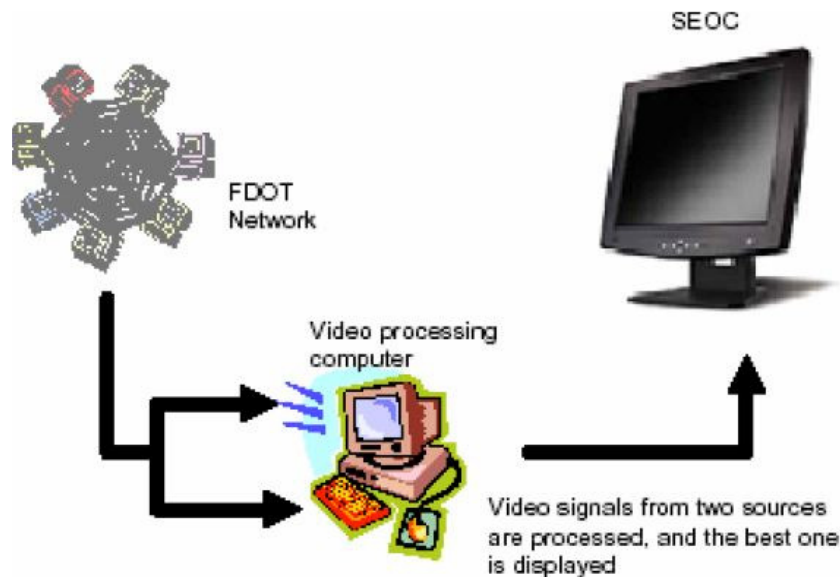 SEOC
FDOT
Network
Video processing
computer
Video signals from two sources
are processed, and the best one
is displayed